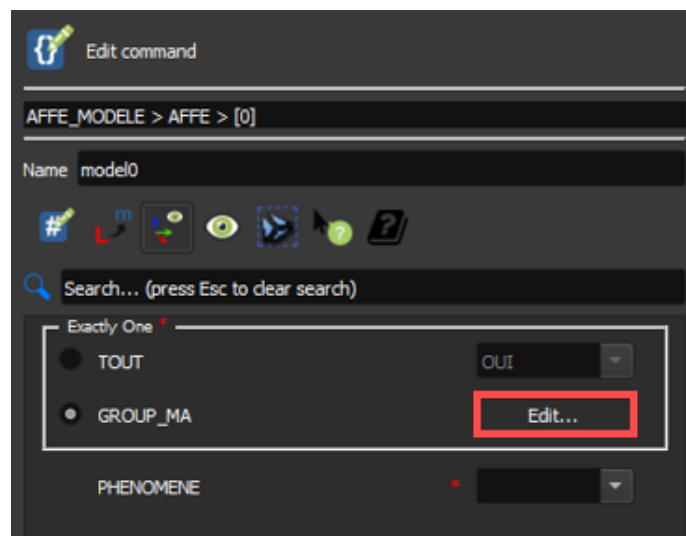 Edit command
AFFE_MODELE > AFFE > [0]
Name model0
Search... (press Esc to clear search)
Exactly One *
TOUT OUI
GROUP_MA Edit...
PHENOMENE *